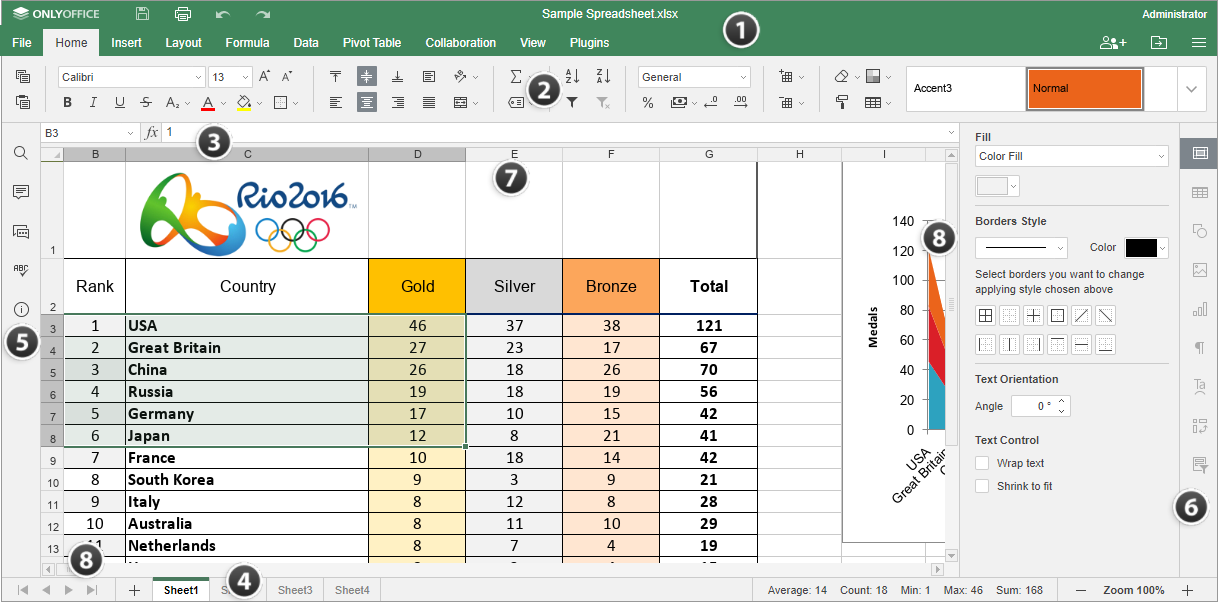 ONLYOFFICE Sample Spreadsheet.xlsx Administrator
File Home Insert Layout Formula Data Pivot Table Collaboration View Plugins
1
Calibri 13 A A Σ A Z Z A General Accent3 Normal
B I U S A₂ A % .0 .00
2
B3 fx 1
3
B C D E F G H I
7
Rio2016™
1
2 Rank Country Gold Silver Bronze Total
3 1 USA 46 37 38 121
4 2 Great Britain 27 23 17 67
5 3 China 26 18 26 70
6 4 Russia 19 18 19 56
7 5 Germany 17 10 15 42
8 6 Japan 12 8 21 41
9 7 France 10 18 14 42
10 8 South Korea 9 3 9 21
11 9 Italy 8 12 8 28
12 10 Australia 8 11 10 29
13 11 Netherlands 8 7 4 19
ABC
5
Medals
140
120
100
80
60
40
20
0
USA
Great Britain
8
Fill
Color Fill
Borders Style
Color
Select borders you want to change
applying style chosen above
Text Orientation
Angle 0 °
Text Control
Wrap text
Shrink to fit
Ta
6
8
4
Sheet1 Sheet3 Sheet4 Average: 14 Count: 18 Min: 1 Max: 46 Sum: 168 Zoom 100%